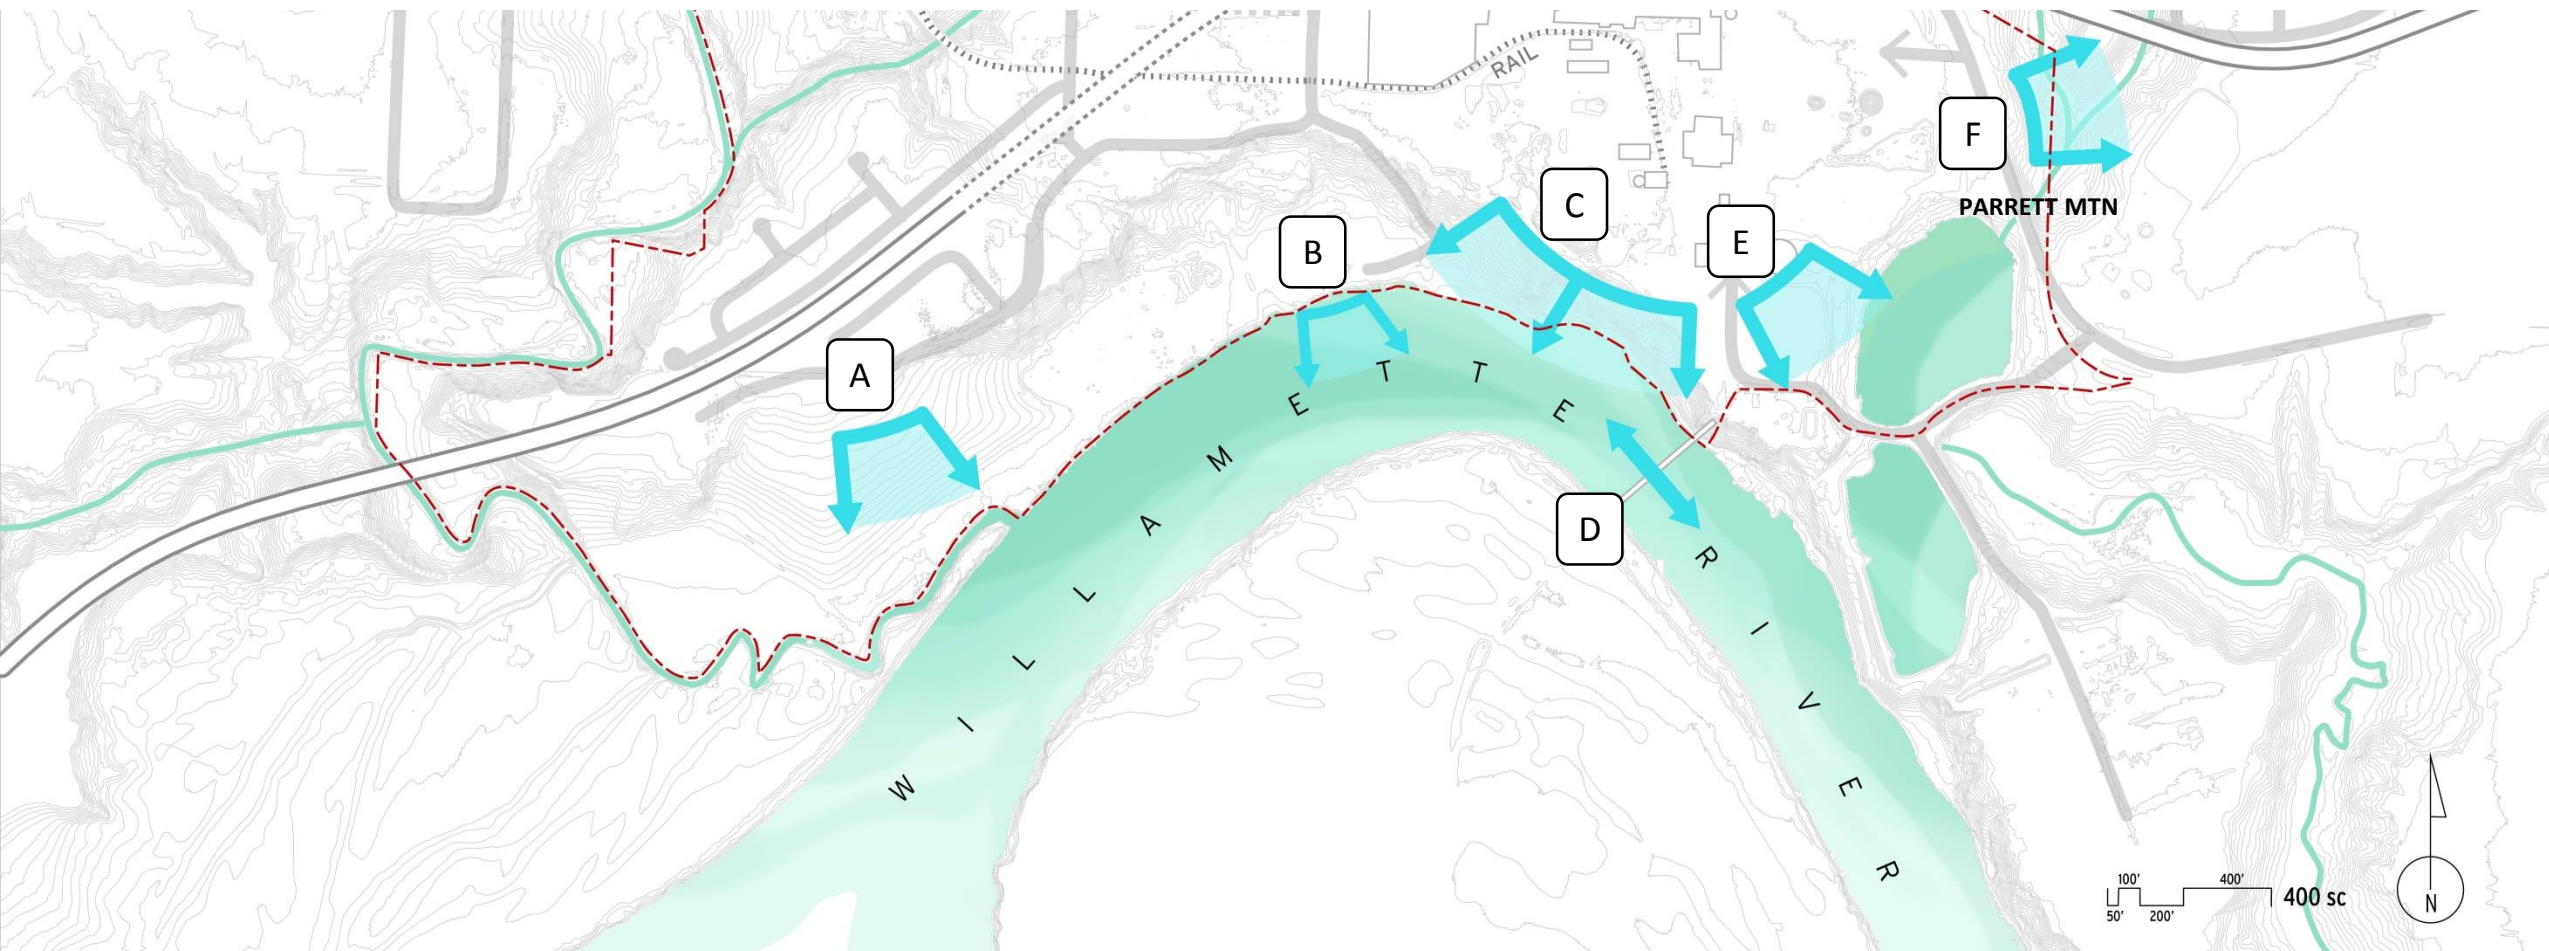 RAIL
F
C
PARRETT MTN
B
E
A
WILLAMETTE
RIVER
D
100' 400'
400 sc
50' 200'
N